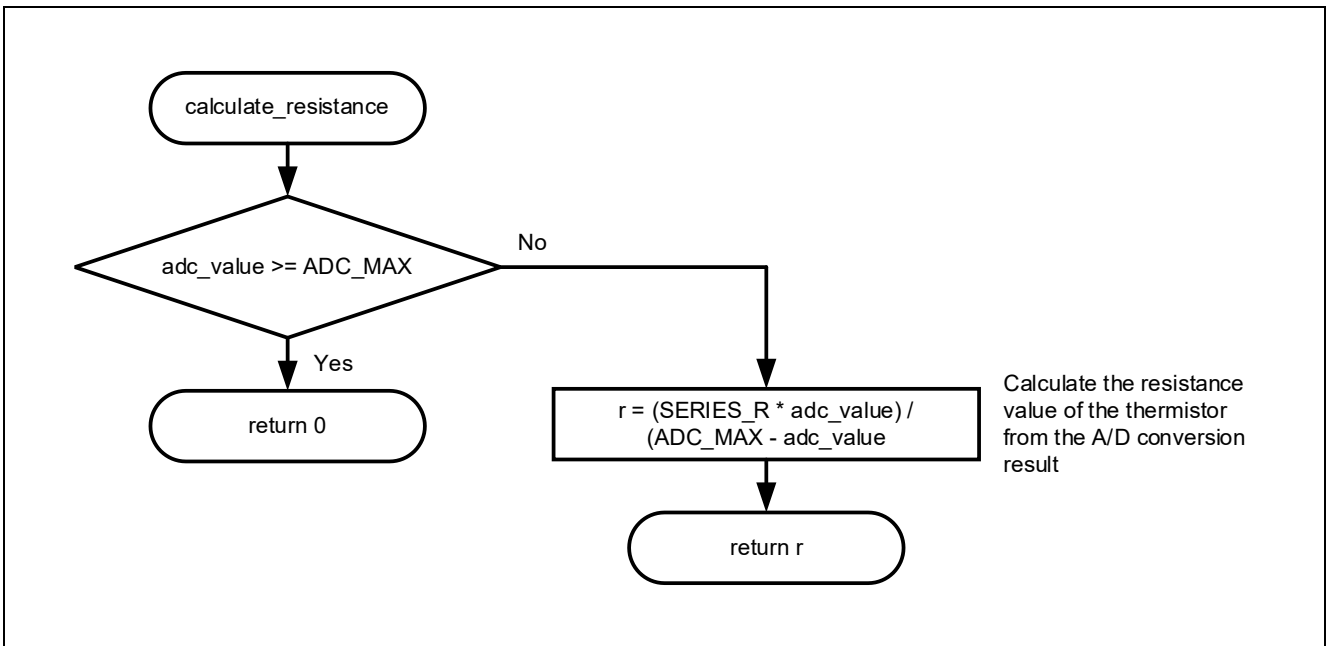 calculate_resistance
adc_value >= ADC_MAX
No
Yes
return 0
r = (SERIES_R * adc_value) /
(ADC_MAX - adc_value
Calculate the resistance
value of the thermistor
from the A/D conversion
result
return r